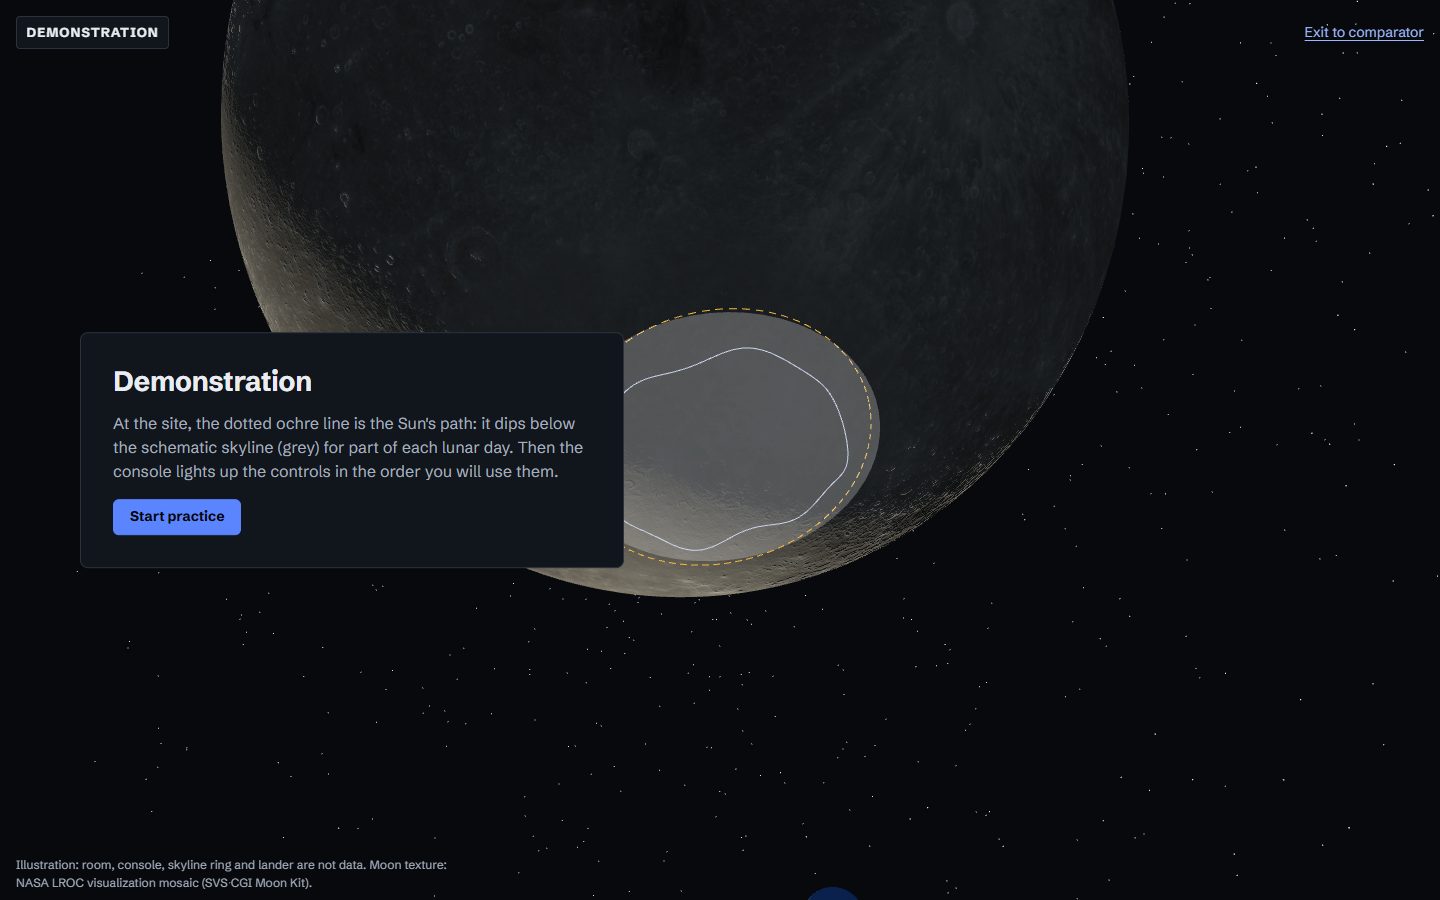 DEMONSTRATION
Exit to comparator
Demonstration
At the site, the dotted ochre line is the Sun's path: it dips below
the schematic skyline (grey) for part of each lunar day. Then the
console lights up the controls in the order you will use them.
Start practice
Illustration: room, console, skyline ring and lander are not data. Moon texture:
NASA LROC visualization mosaic (SVS CGI Moon Kit).